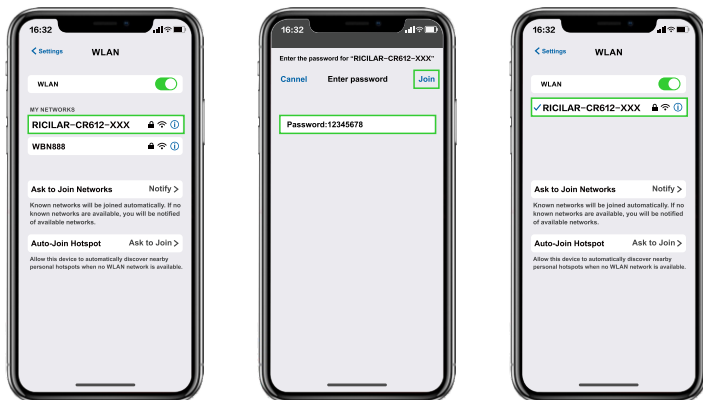 16:32
Settings
WLAN
WLAN
MY NETWORKS
RICILAR-CR612-XXX
WBN888
Ask to Join Networks Notify >
Known networks will be joined automatically. If no
known networks are available, you will be notified
of available networks.
Auto-Join Hotspot Ask to Join >
Allow this device to automatically discover nearby
personal hotspots when no WLAN network is available.
16:32
Enter the password for "RICILAR-CR612-XXX"
Cannel Enter password Join
Password:12345678
16:32
Settings
WLAN
WLAN
RICILAR-CR612-XXX
Ask to Join Networks Notify >
Known networks will be joined automatically. If no
known networks are available, you will be notified
of available networks.
Auto-Join Hotspot Ask to Join >
Allow this device to automatically discover nearby
personal hotspots when no WLAN network is available.